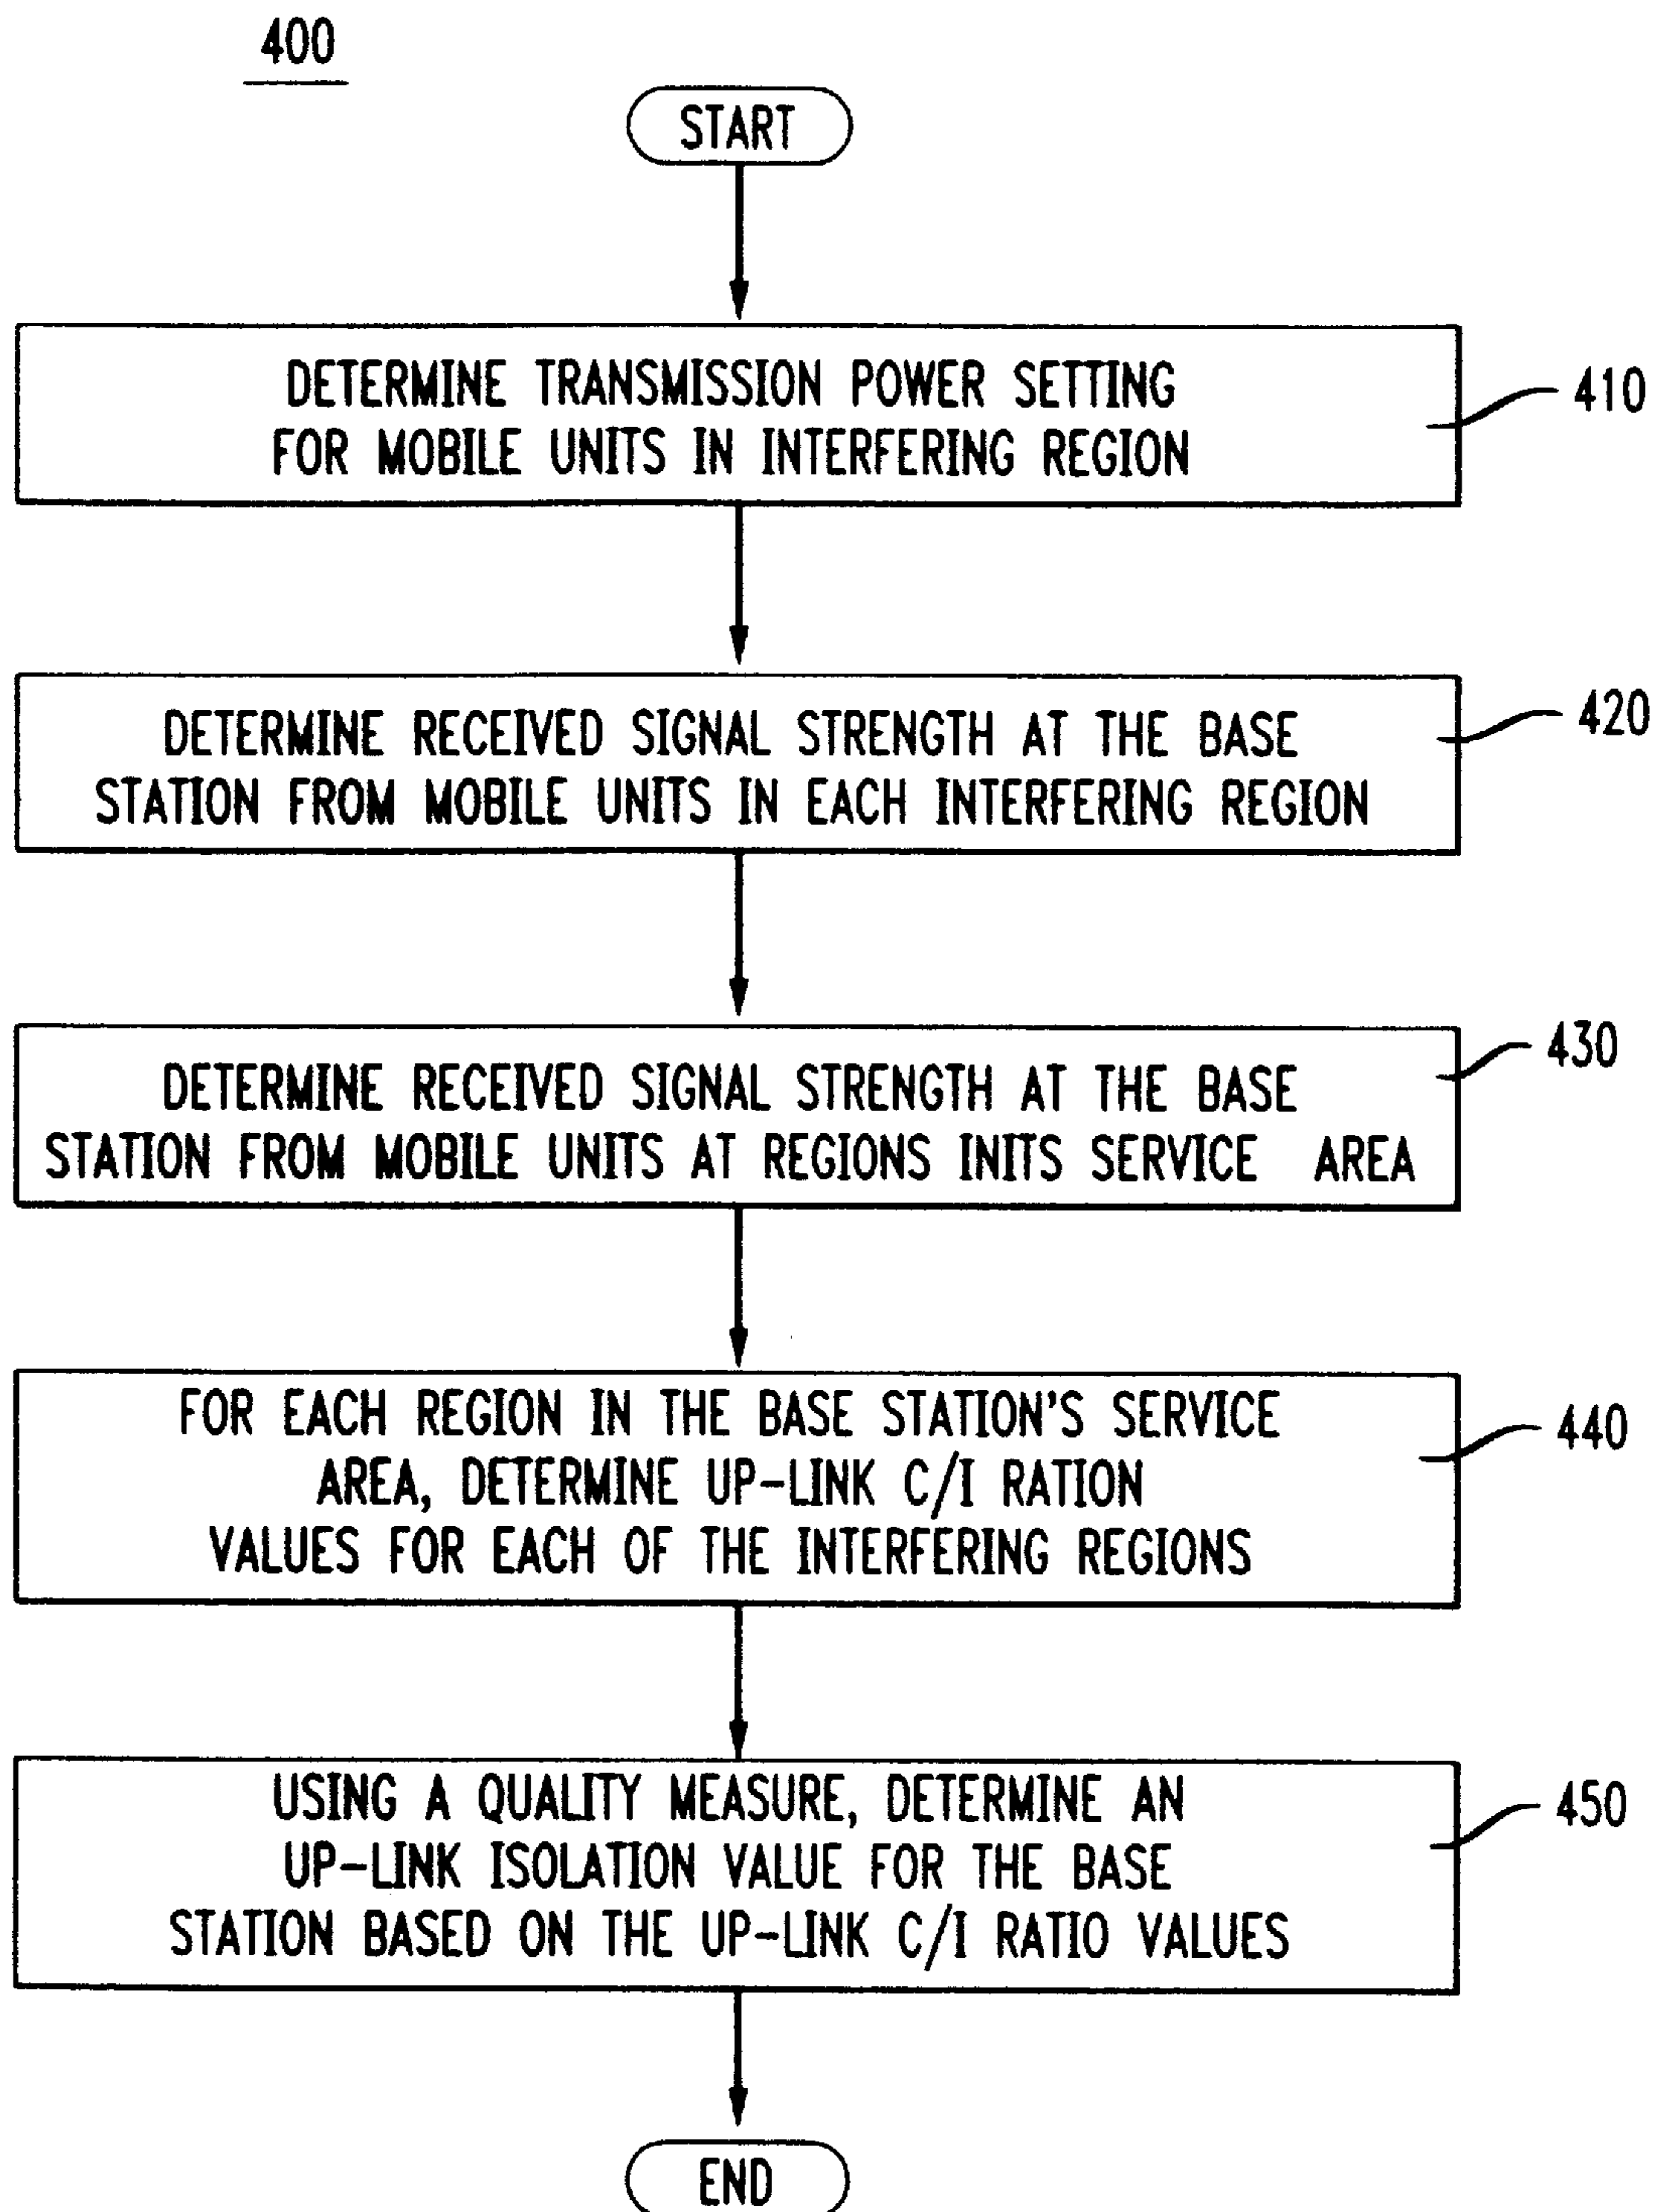 400
START
DETERMINE TRANSMISSION POWER SETTING
FOR MOBILE UNITS IN INTERFERING REGION
410
DETERMINE RECEIVED SIGNAL STRENGTH AT THE BASE
STATION FROM MOBILE UNITS IN EACH INTERFERING REGION
420
DETERMINE RECEIVED SIGNAL STRENGTH AT THE BASE
STATION FROM MOBILE UNITS AT REGIONS INITS SERVICE AREA
430
FOR EACH REGION IN THE BASE STATION'S SERVICE
AREA, DETERMINE UP-LINK C/I RATION
VALUES FOR EACH OF THE INTERFERING REGIONS
440
USING A QUALITY MEASURE, DETERMINE AN
UP-LINK ISOLATION VALUE FOR THE BASE
STATION BASED ON THE UP-LINK C/I RATIO VALUES
450
END